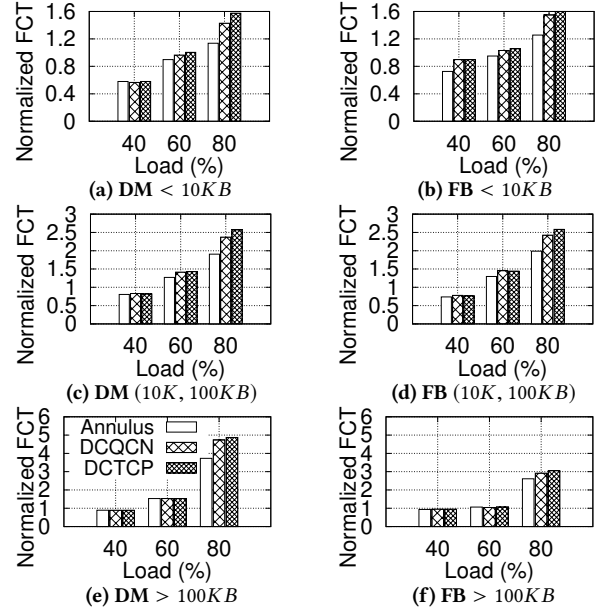 Normalized FCT
1.6
1.2
0.8
0.4
0
40 60 80
Load (%)
(a) DM < 10KB
Normalized FCT
1.6
1.2
0.8
0.4
0
40 60 80
Load (%)
(b) FB < 10KB
Normalized FCT
3
2.5
2
1.5
1
0.5
0
40 60 80
Load (%)
(c) DM (10K, 100KB)
Normalized FCT
3
2.5
2
1.5
1
0.5
0
40 60 80
Load (%)
(d) FB (10K, 100KB)
Normalized FCT
6
5
4
3
2
1
0
Annulus
DCQCN
DCTCP
40 60 80
Load (%)
(e) DM > 100KB
Normalized FCT
6
5
4
3
2
1
0
40 60 80
Load (%)
(f) FB > 100KB